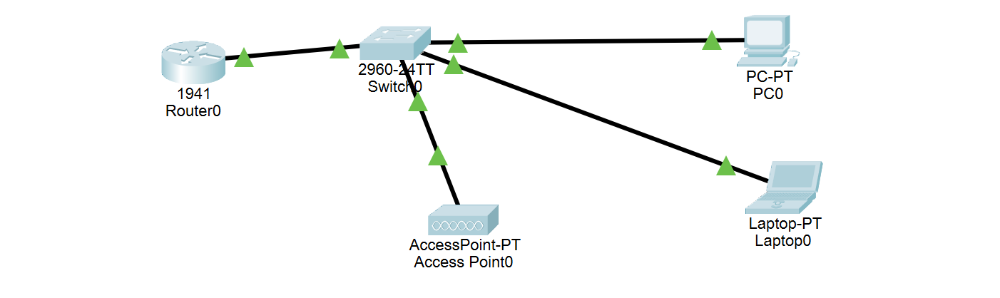 2960-24TT
Switch0
1941
Router0
PC-PT
PC0
Laptop-PT
Laptop0
AccessPoint-PT
Access Point0